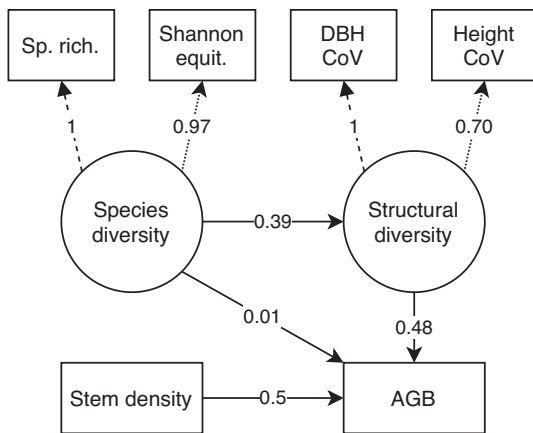 Sp. rich.
Shannon
equit.
DBH
CoV
Height
CoV
1
0.97
1
0.70
Species
diversity
0.39
Structural
diversity
0.01
0.48
Stem density
0.5
AGB